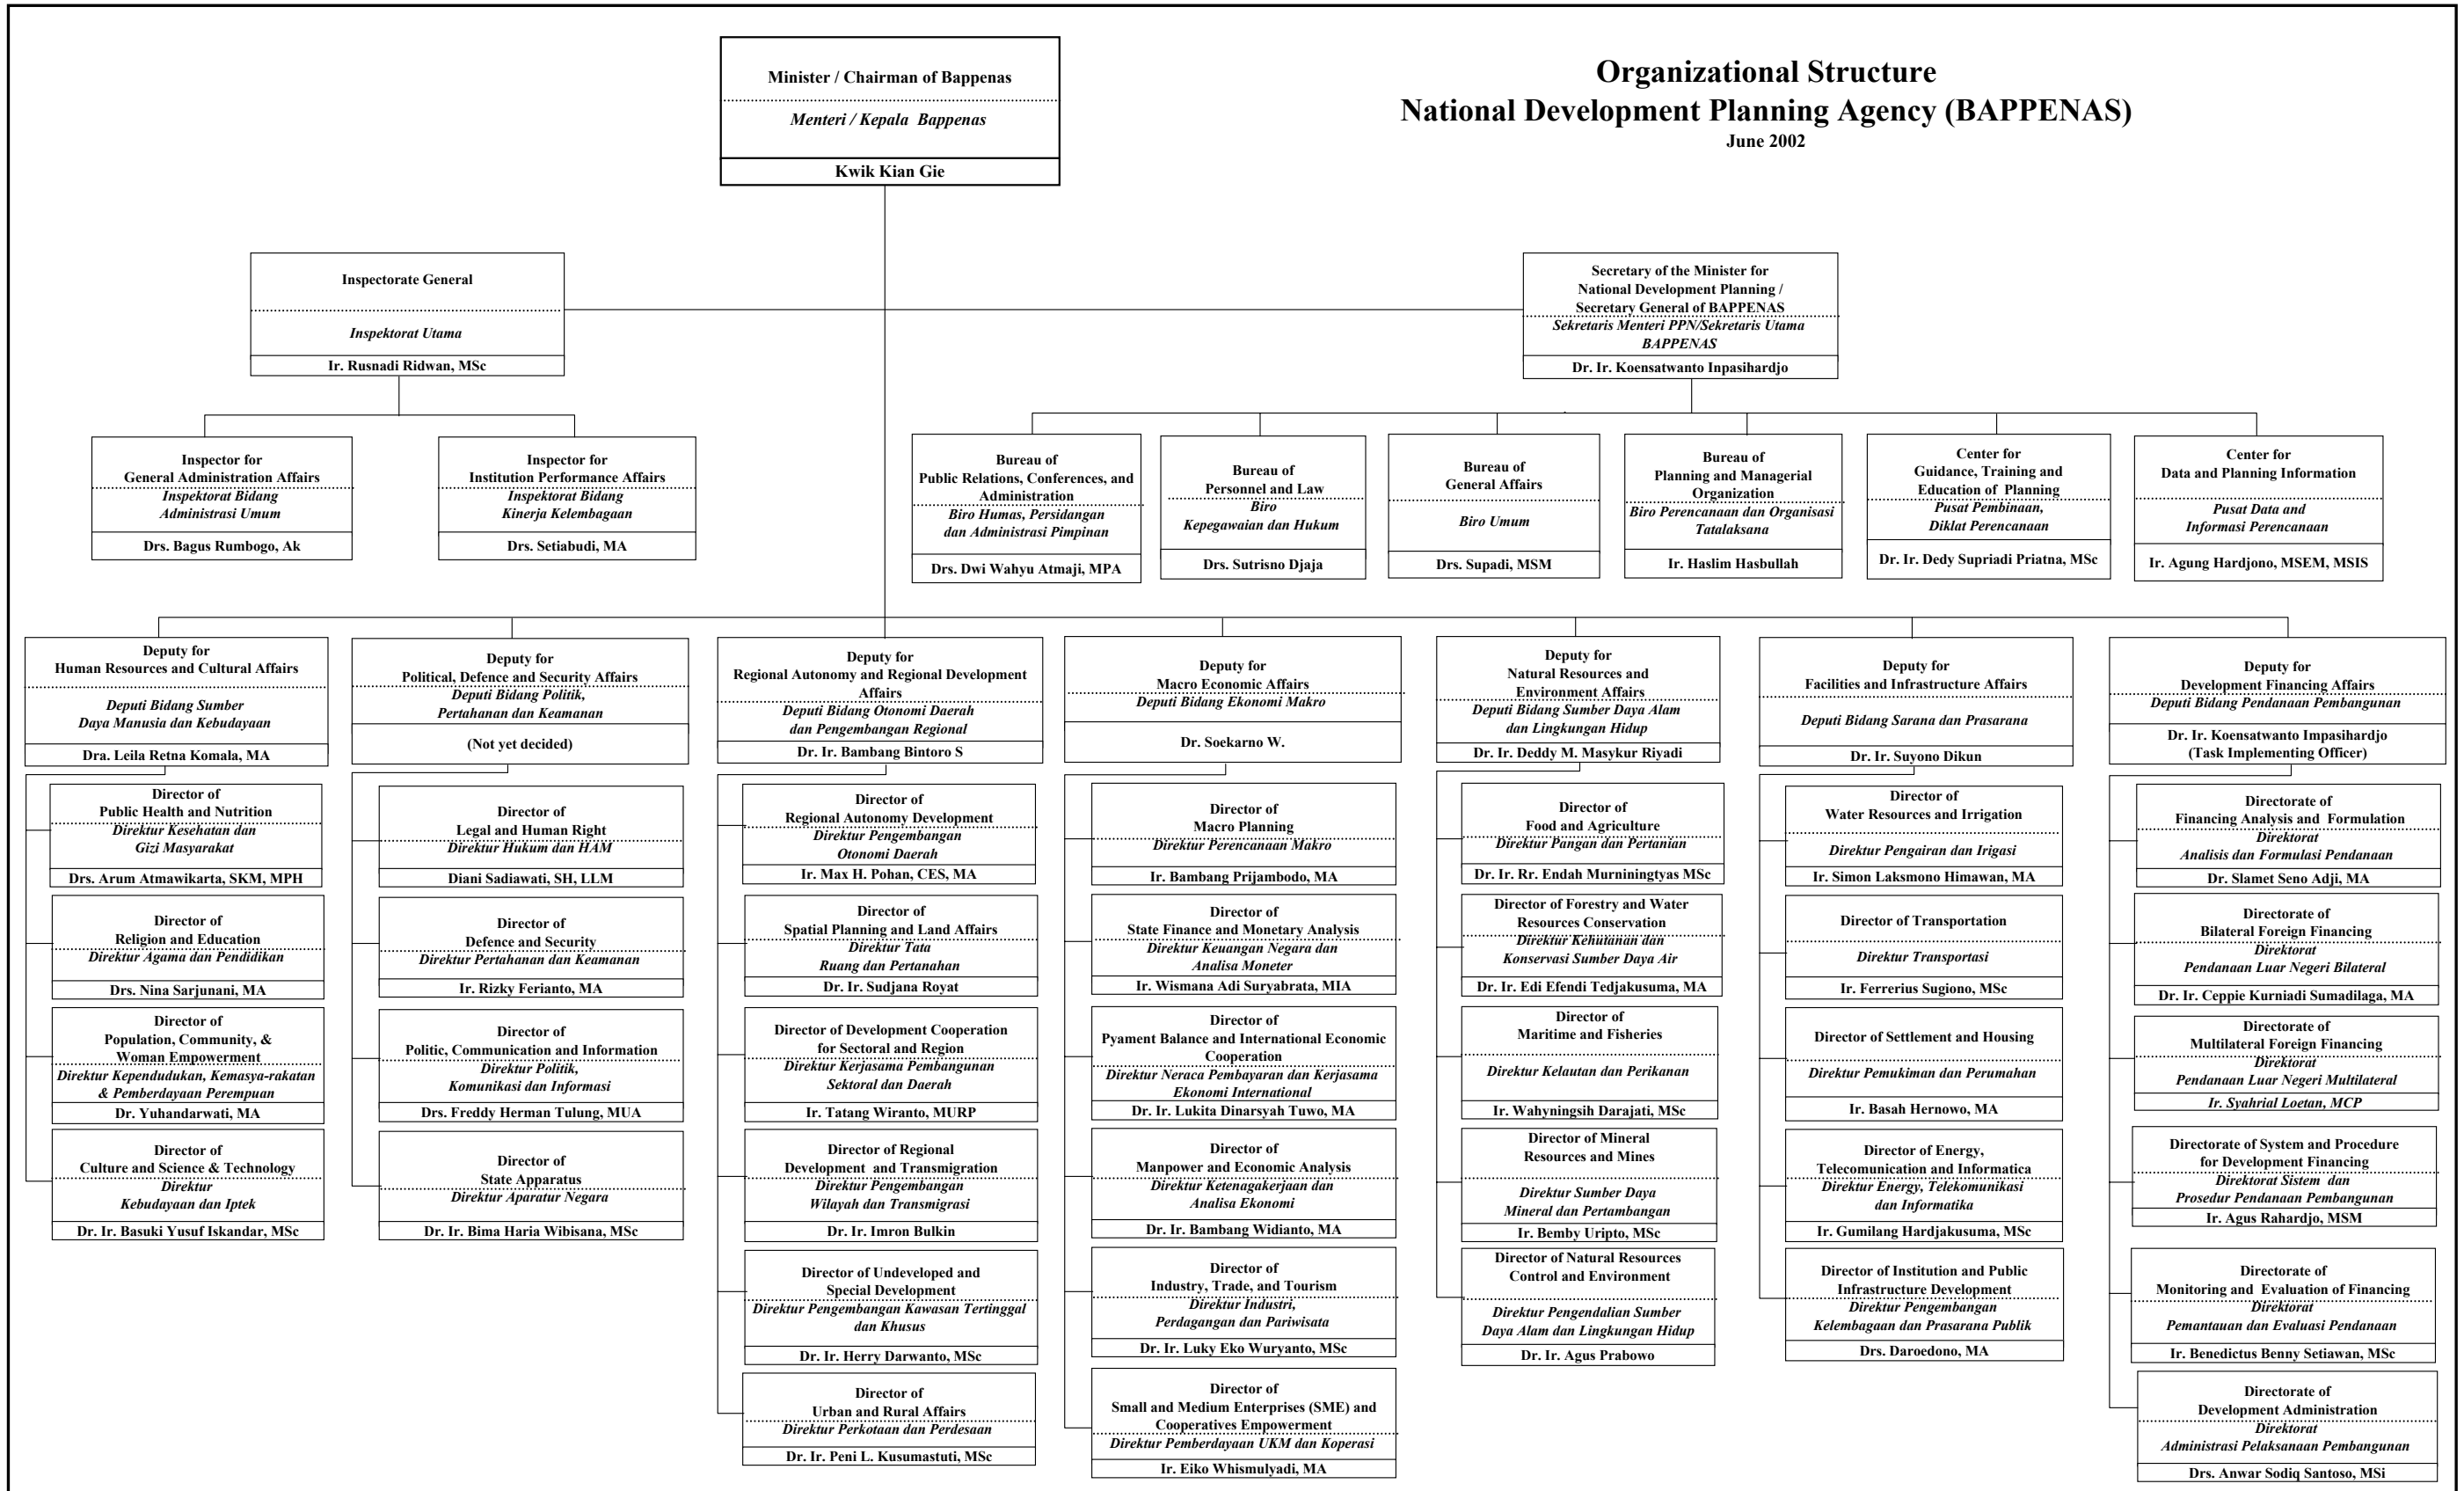 Organizational Structure
National Development Planning Agency (BAPPENAS)
June 2002
Minister / Chairman of Bappenas
Menteri / Kepala Bappenas
Kwik Kian Gie
Inspectorate General
Inspektorat Utama
Ir. Rusnadi Ridwan, MSc
Secretary of the Minister for
National Development Planning /
Secretary General of BAPPENAS
Sekretaris Menteri PPN/Sekretaris Utama
BAPPENAS
Dr. Ir. Koensatwanto Inpasihardjo
Inspector for
General Administration Affairs
Inspektorat Bidang
Administrasi Umum
Drs. Bagus Rumbogo, Ak
Inspector for
Institution Performance Affairs
Inspektorat Bidang
Kinerja Kelembagaan
Drs. Setiabudi, MA
Bureau of
Public Relations, Conferences, and
Administration
Biro Humas, Persidangan
dan Administrasi Pimpinan
Drs. Dwi Wahyu Atmaji, MPA
Bureau of
Personnel and Law
Biro
Kepegawaian dan Hukum
Drs. Sutrisno Djaja
Bureau of
General Affairs
Biro Umum
Drs. Supadi, MSM
Bureau of
Planning and Managerial
Organization
Biro Perencanaan dan Organisasi
Tatalaksana
Ir. Haslim Hasbullah
Center for
Guidance, Training and
Education of Planning
Pusat Pembinaan,
Diklat Perencanaan
Dr. Ir. Dedy Supriadi Priatna, MSc
Center for
Data and Planning Information
Pusat Data and
Informasi Perencanaan
Ir. Agung Hardjono, MSEM, MSIS
Deputy for
Human Resources and Cultural Affairs
Deputi Bidang Sumber
Daya Manusia dan Kebudayaan
Dra. Leila Retna Komala, MA
Director of
Public Health and Nutrition
Direktur Kesehatan dan
Gizi Masyarakat
Drs. Arum Atmawikarta, SKM, MPH
Director of
Religion and Education
Direktur Agama dan Pendidikan
Drs. Nina Sarjunani, MA
Director of
Population, Community, &
Woman Empowerment
Direktur Kependudukan, Kemasya-rakatan
& Pemberdayaan Perempuan
Dr. Yuhandarwati, MA
Director of
Culture and Science & Technology
Direktur
Kebudayaan dan Iptek
Dr. Ir. Basuki Yusuf Iskandar, MSc
Deputy for
Political, Defence and Security Affairs
Deputi Bidang Politik,
Pertahanan dan Keamanan
(Not yet decided)
Director of
Legal and Human Right
Direktur Hukum dan HAM
Diani Sadiawati, SH, LLM
Director of
Defence and Security
Direktur Pertahanan dan Keamanan
Ir. Rizky Ferianto, MA
Director of
Politic, Communication and Information
Direktur Politik,
Komunikasi dan Informasi
Drs. Freddy Herman Tulung, MUA
Director of
State Apparatus
Direktur Aparatur Negara
Dr. Ir. Bima Haria Wibisana, MSc
Deputy for
Regional Autonomy and Regional Development
Affairs
Deputi Bidang Otonomi Daerah
dan Pengembangan Regional
Dr. Ir. Bambang Bintoro S
Director of
Regional Autonomy Development
Direktur Pengembangan
Otonomi Daerah
Ir. Max H. Pohan, CES, MA
Director of
Spatial Planning and Land Affairs
Direktur Tata
Ruang dan Pertanahan
Dr. Ir. Sudjana Royat
Director of Development Cooperation
for Sectoral and Region
Direktur Kerjasama Pembangunan
Sektoral dan Daerah
Ir. Tatang Wiranto, MURP
Director of Regional
Development and Transmigration
Direktur Pengembangan
Wilayah dan Transmigrasi
Dr. Ir. Imron Bulkin
Director of Undeveloped and
Special Development
Direktur Pengembangan Kawasan Tertinggal
dan Khusus
Dr. Ir. Herry Darwanto, MSc
Director of
Urban and Rural Affairs
Direktur Perkotaan dan Perdesaan
Dr. Ir. Peni L. Kusumastuti, MSc
Deputy for
Macro Economic Affairs
Deputi Bidang Ekonomi Makro
Dr. Soekarno W.
Director of
Macro Planning
Direktur Perencanaan Makro
Ir. Bambang Prijambodo, MA
Director of
State Finance and Monetary Analysis
Direktur Keuangan Negara dan
Analisa Moneter
Ir. Wismana Adi Suryabrata, MIA
Director of
Pyament Balance and International Economic
Cooperation
Direktur Neraca Pembayaran dan Kerjasama
Ekonomi International
Dr. Ir. Lukita Dinarsyah Tuwo, MA
Director of
Manpower and Economic Analysis
Direktur Ketenagakerjaan dan
Analisa Ekonomi
Dr. Ir. Bambang Widianto, MA
Director of
Industry, Trade, and Tourism
Direktur Industri,
Perdagangan dan Pariwisata
Dr. Ir. Luky Eko Wuryanto, MSc
Director of
Small and Medium Enterprises (SME) and
Cooperatives Empowerment
Direktur Pemberdayaan UKM dan Koperasi
Ir. Eiko Whismulyadi, MA
Deputy for
Natural Resources and
Environment Affairs
Deputi Bidang Sumber Daya Alam
dan Lingkungan Hidup
Dr. Ir. Deddy M. Masykur Riyadi
Director of
Food and Agriculture
Direktur Pangan dan Pertanian
Dr. Ir. Rr. Endah Murniningtyas MSc
Director of Forestry and Water
Resources Conservation
Direktur Kehutanan dan
Konservasi Sumber Daya Air
Dr. Ir. Edi Efendi Tedjakusuma, MA
Director of
Maritime and Fisheries
Direktur Kelautan dan Perikanan
Ir. Wahyningsih Darajati, MSc
Director of Mineral
Resources and Mines
Direktur Sumber Daya
Mineral dan Pertambangan
Ir. Bemby Uripto, MSc
Director of Natural Resources
Control and Environment
Direktur Pengendalian Sumber
Daya Alam dan Lingkungan Hidup
Dr. Ir. Agus Prabowo
Deputy for
Facilities and Infrastructure Affairs
Deputi Bidang Sarana dan Prasarana
Dr. Ir. Suyono Dikun
Director of
Water Resources and Irrigation
Direktur Pengairan dan Irigasi
Ir. Simon Laksmono Himawan, MA
Director of Transportation
Direktur Transportasi
Ir. Ferrerius Sugiono, MSc
Director of Settlement and Housing
Direktur Pemukiman dan Perumahan
Ir. Basah Hernowo, MA
Director of Energy,
Telecomunication and Informatica
Direktur Energy, Telekomunikasi
dan Informatika
Ir. Gumilang Hardjakusuma, MSc
Director of Institution and Public
Infrastructure Development
Direktur Pengembangan
Kelembagaan dan Prasarana Publik
Drs. Daroedono, MA
Deputy for
Development Financing Affairs
Deputi Bidang Pendanaan Pembangunan
Dr. Ir. Koensatwanto Impasihardjo
(Task Implementing Officer)
Directorate of
Financing Analysis and Formulation
Direktorat
Analisis dan Formulasi Pendanaan
Dr. Slamet Seno Adji, MA
Directorate of
Bilateral Foreign Financing
Direktorat
Pendanaan Luar Negeri Bilateral
Dr. Ir. Ceppie Kurniadi Sumadilaga, MA
Directorate of
Multilateral Foreign Financing
Direktorat
Pendanaan Luar Negeri Multilateral
Ir. Syahrial Loetan, MCP
Directorate of System and Procedure
for Development Financing
Direktorat Sistem dan
Prosedur Pendanaan Pembangunan
Ir. Agus Rahardjo, MSM
Directorate of
Monitoring and Evaluation of Financing
Direktorat
Pemantauan dan Evaluasi Pendanaan
Ir. Benedictus Benny Setiawan, MSc
Directorate of
Development Administration
Direktorat
Administrasi Pelaksanaan Pembangunan
Drs. Anwar Sodiq Santoso, MSi